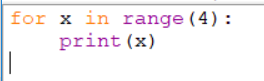 for x in range(4):
    print(x)